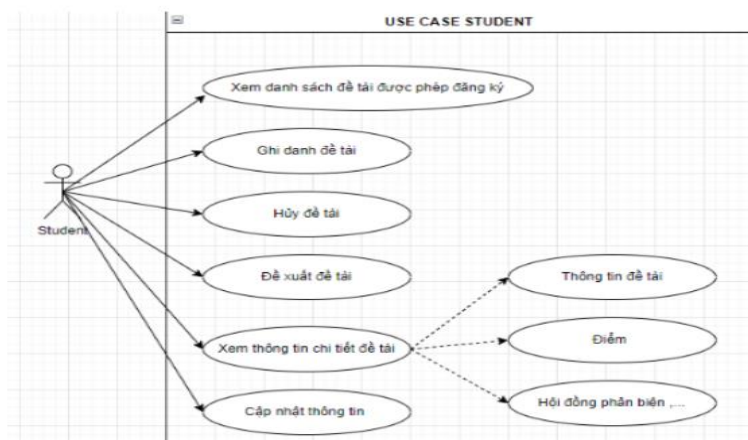 USE CASE STUDENT
Xem danh sách đề tài được phép đăng ký
Ghi danh đề tài
Hủy đề tài
Student
Đề xuất đề tài
Thông tin đề tài
Xem thông tin chi tiết đề tài
Điểm
Cập nhật thông tin
Hội đồng phản biện ,...